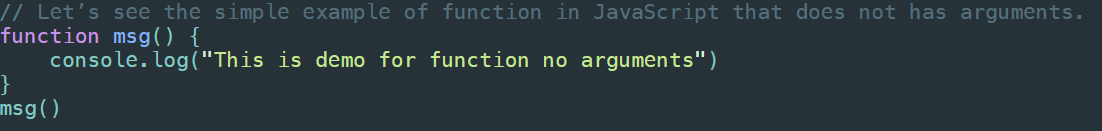 // Let’s see the simple example of function in JavaScript that does not has arguments.
function msg() {
    console.log("This is demo for function no arguments")
}
msg()